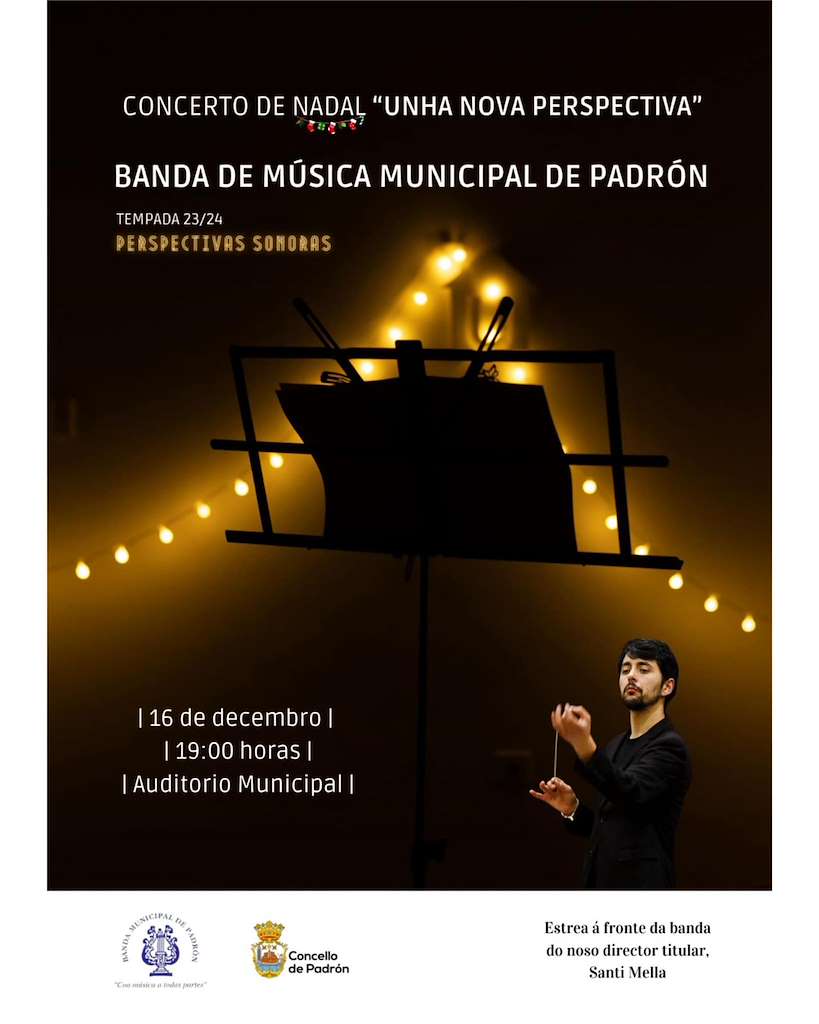 CONCERTO DE NADAL “UNHA NOVA PERSPECTIVA”
BANDA DE MÚSICA MUNICIPAL DE PADRÓN
TEMPADA 23/24
PERSPECTIVAS SONORAS
| 16 de decembro |
| 19:00 horas |
| Auditorio Municipal |
BANDA MUNICIPAL DE PADRÓN
"Coa música a todas partes"
Concello
de Padrón
Estrea á fronte da banda
do noso director titular,
Santi Mella